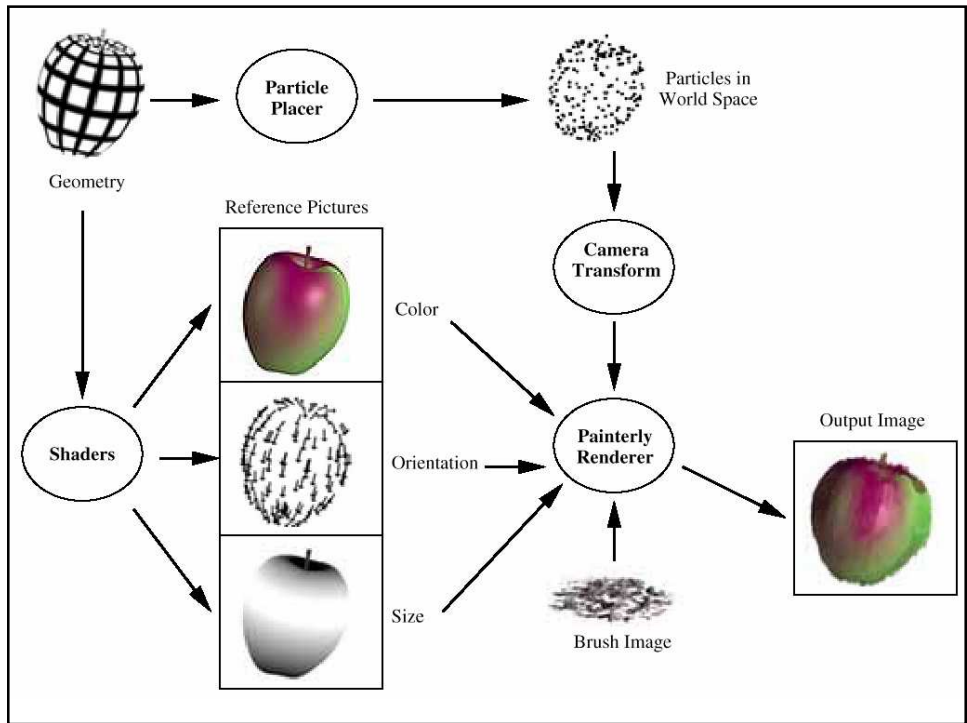 Particle
Placer
Particles in
World Space
Geometry
Reference Pictures
Camera
Transform
Color
Shaders
Orientation
Painterly
Renderer
Output Image
Size
Brush Image